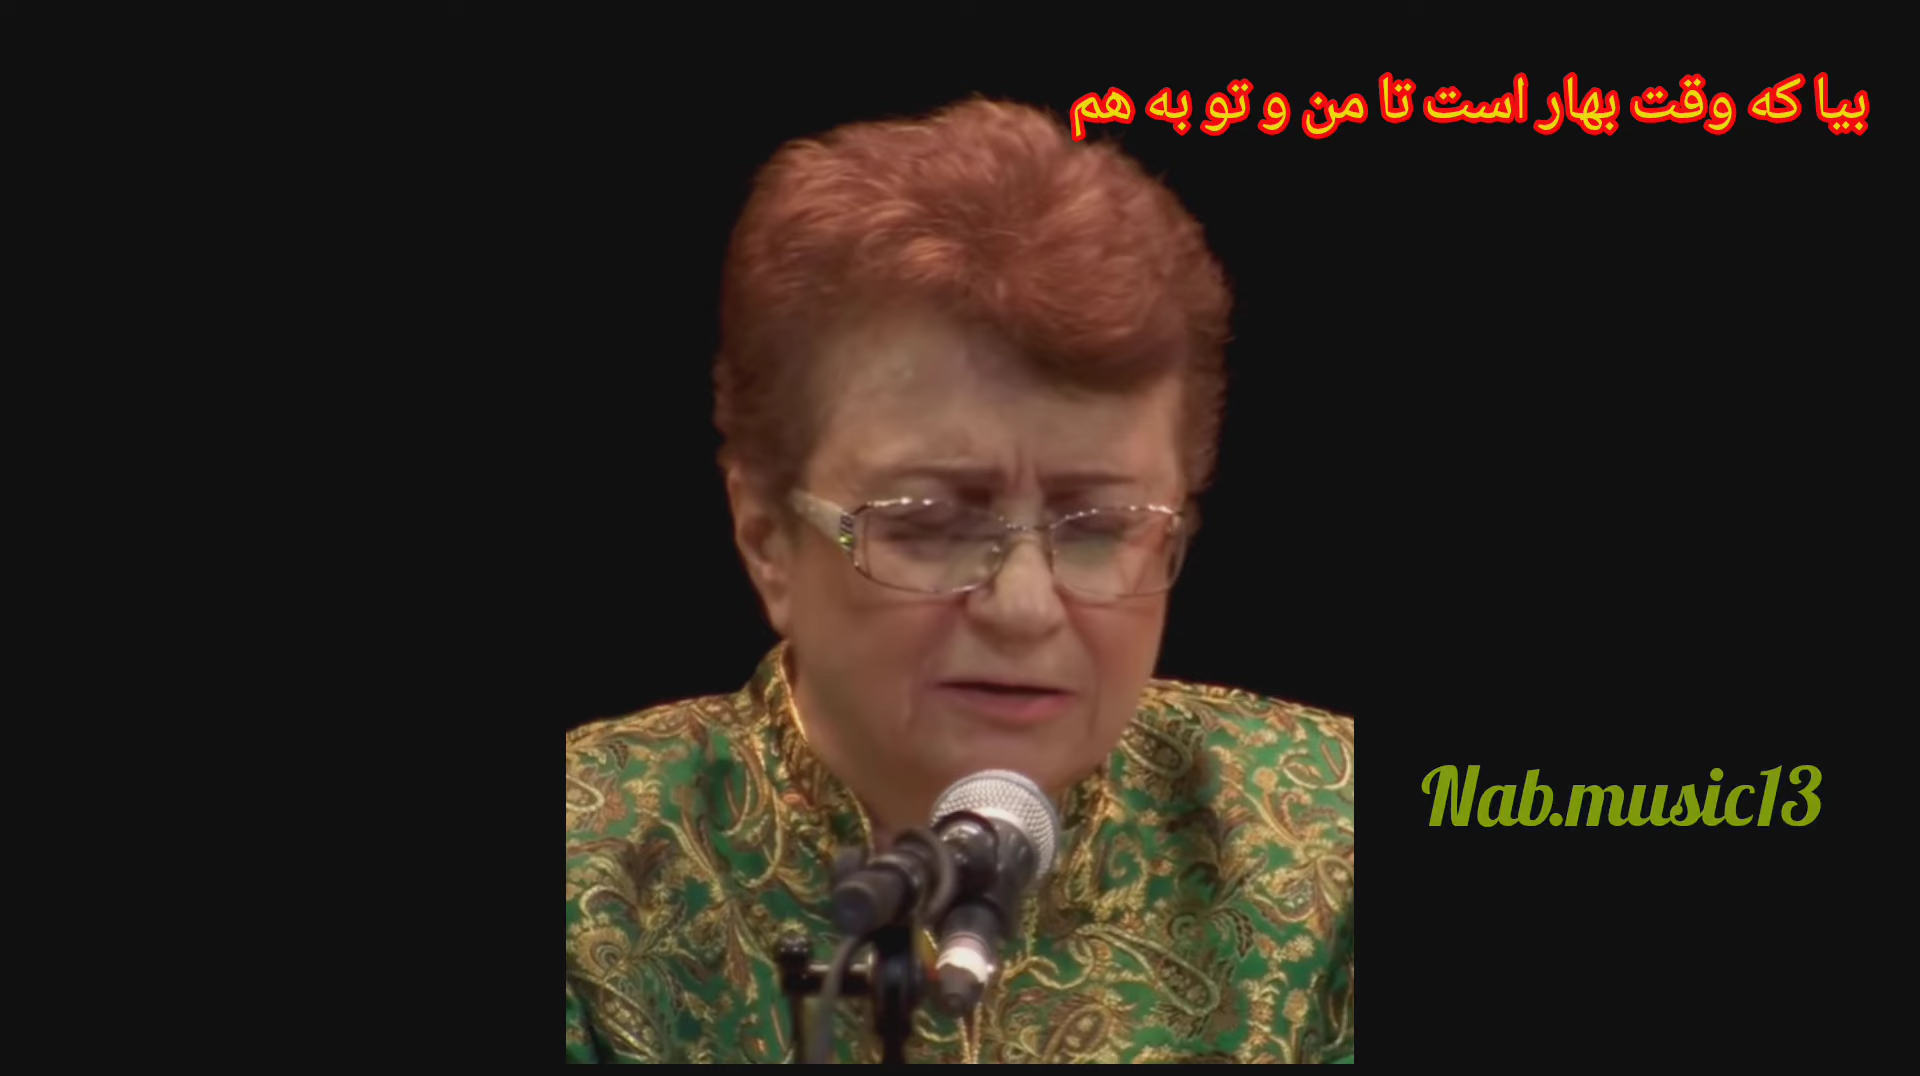 بیا که وقت بهار است تا من و تو به هم
Nab.music13